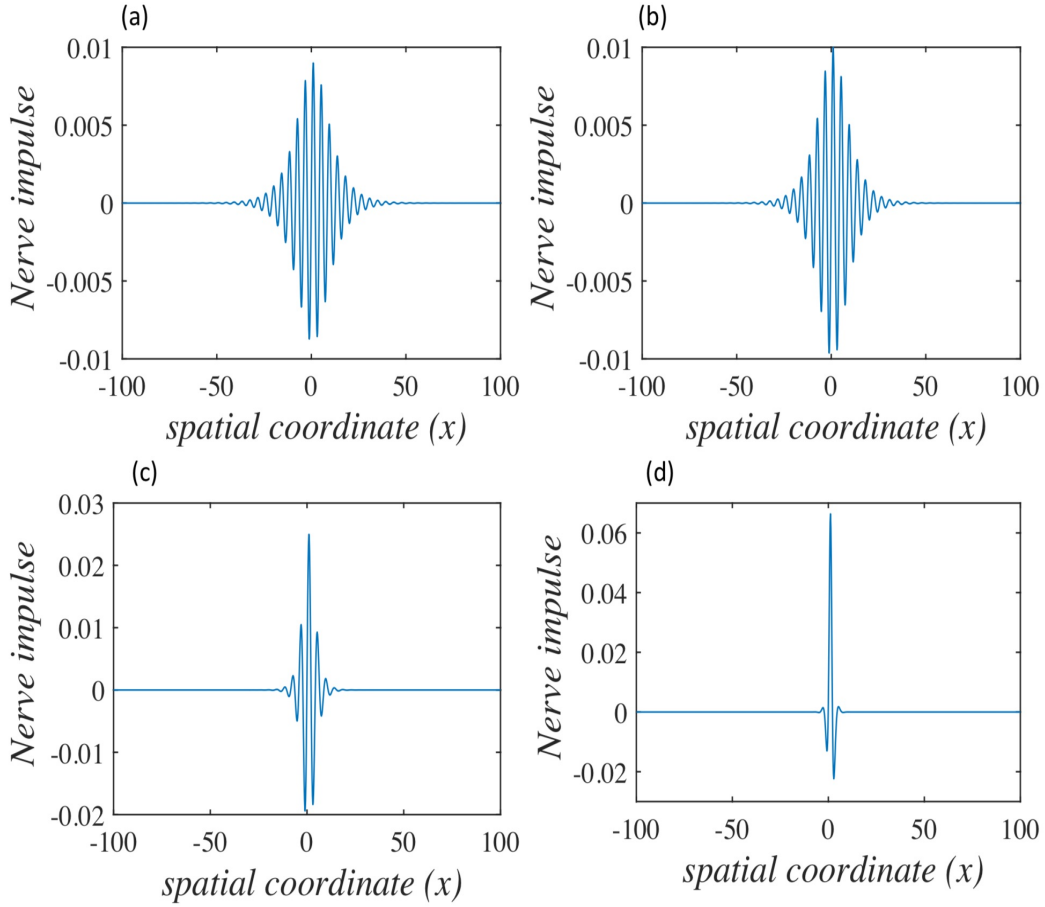 (a)
0.01
0.005
0
-0.005
-0.01
-100 -50 0 50 100
Nerve impulse
spatial coordinate (x)
(b)
0.01
0.005
0
-0.005
-0.01
-100 -50 0 50 100
Nerve impulse
spatial coordinate (x)
(c)
0.03
0.02
0.01
0
-0.01
-0.02
-100 -50 0 50 100
Nerve impulse
spatial coordinate (x)
(d)
0.06
0.04
0.02
0
-0.02
-100 -50 0 50 100
Nerve impulse
spatial coordinate (x)